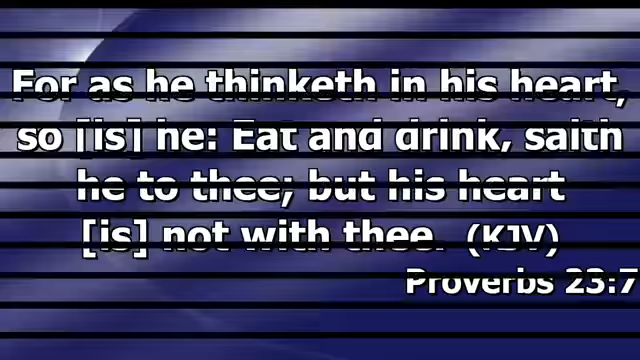 For as he thinketh in his heart,
so [is] he: Eat and drink, saith
he to thee; but his heart
[is] not with thee. (KJV)
Proverbs 23:7